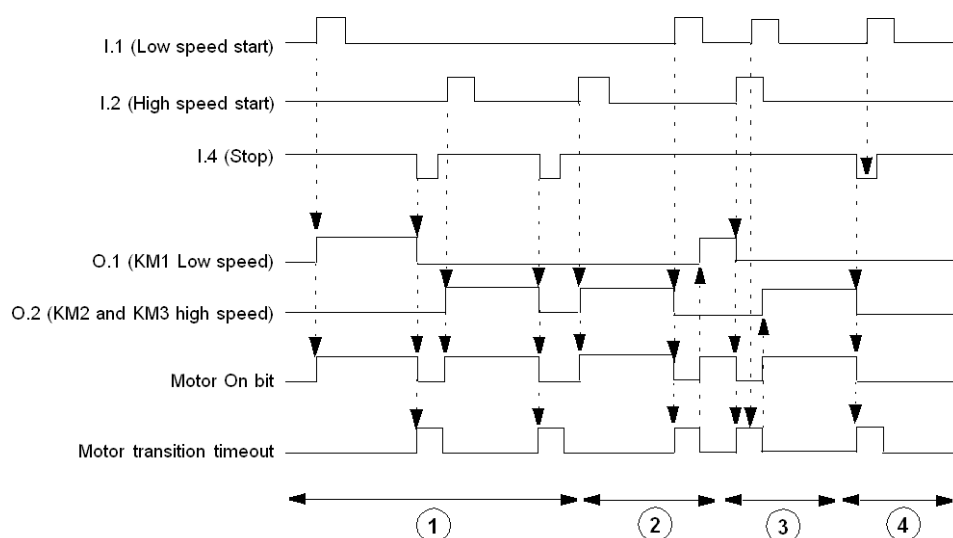 I.1 (Low speed start)
I.2 (High speed start)
I.4 (Stop)
O.1 (KM1 Low speed)
O.2 (KM2 and KM3 high speed)
Motor On bit
Motor transition timeout
1
2
3
4